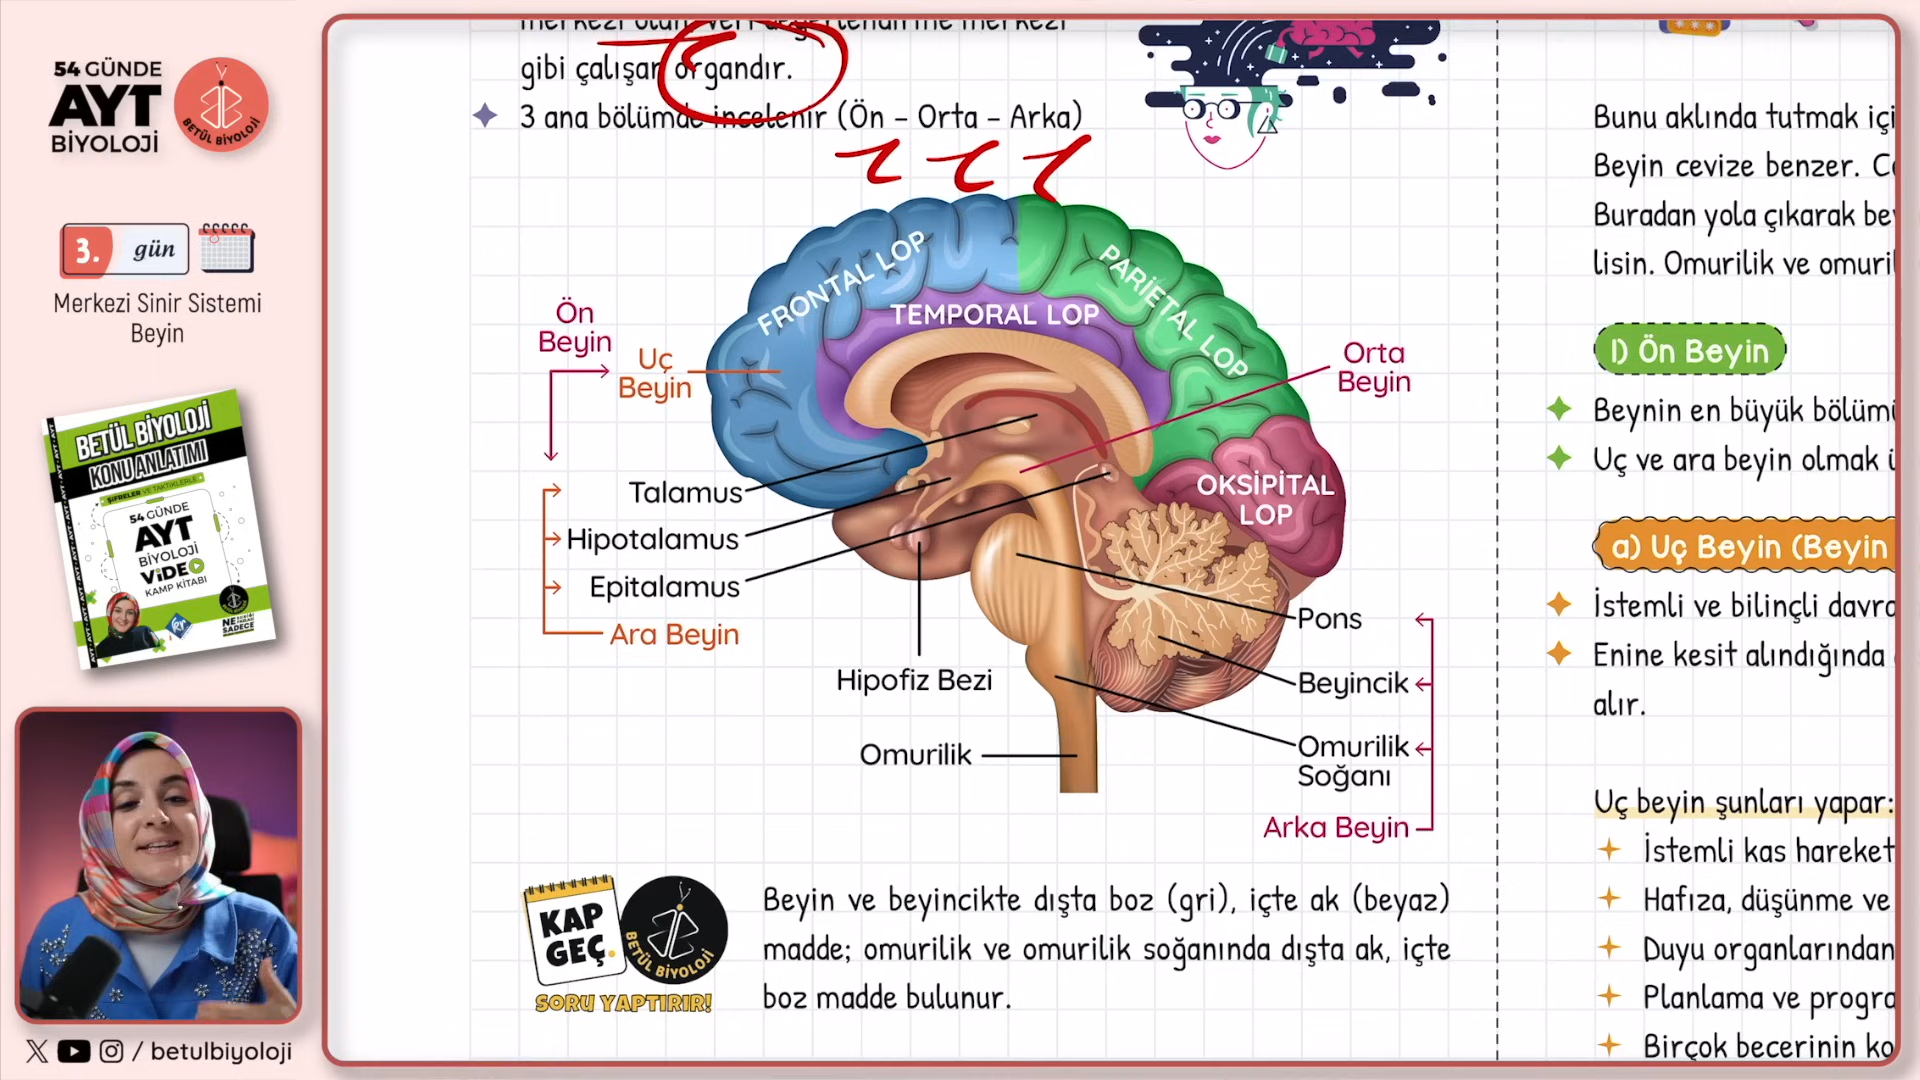 54 GÜNDE
AYT
BİYOLOJİ
BETÜL BİYOLOJİ
3. gün
Merkezi Sinir Sistemi
Beyin
BETÜL BİYOLOJİ
KONU ANLATIMI
ŞİFRELER VE TAKTİKLERLE
54 GÜNDE
AYT
BİYOLOJİ
VİDEO
KAMP KİTABI
/ betulbiyoloji
gibi çalışan organdır.
3 ana bölümde incelenir (Ön – Orta – Arka)
FRONTAL LOP
PARİETAL LOP
TEMPORAL LOP
OKSİPİTAL
LOP
Ön
Beyin
Uç
Beyin
Orta
Beyin
Talamus
Hipotalamus
Epitalamus
Ara Beyin
Hipofiz Bezi
Omurilik
Pons
Beyincik
Omurilik
Soğanı
Arka Beyin
KAP
GEÇ.
BETÜL BİYOLOJİ
SORU YAPTIRIR!
Beyin ve beyincikte dışta boz (gri), içte ak (beyaz)
madde; omurilik ve omurilik soğanında dışta ak, içte
boz madde bulunur.
Bunu aklında tutmak içi
Beyin cevize benzer.
Buradan yola çıkarak
lisin. Omurilik ve omuril
I) Ön Beyin
Beynin en büyük bölümü
Uç ve ara beyin olmak ü
a) Uç Beyin (Beyin
İstemli ve bilinçli davra
Enine kesit alındığında
alır.
Uç beyin şunları yapar:
İstemli kas hareket
Hafıza, düşünme ve
Duyu organlarından
Planlama ve progra
Birçok becerinin ko